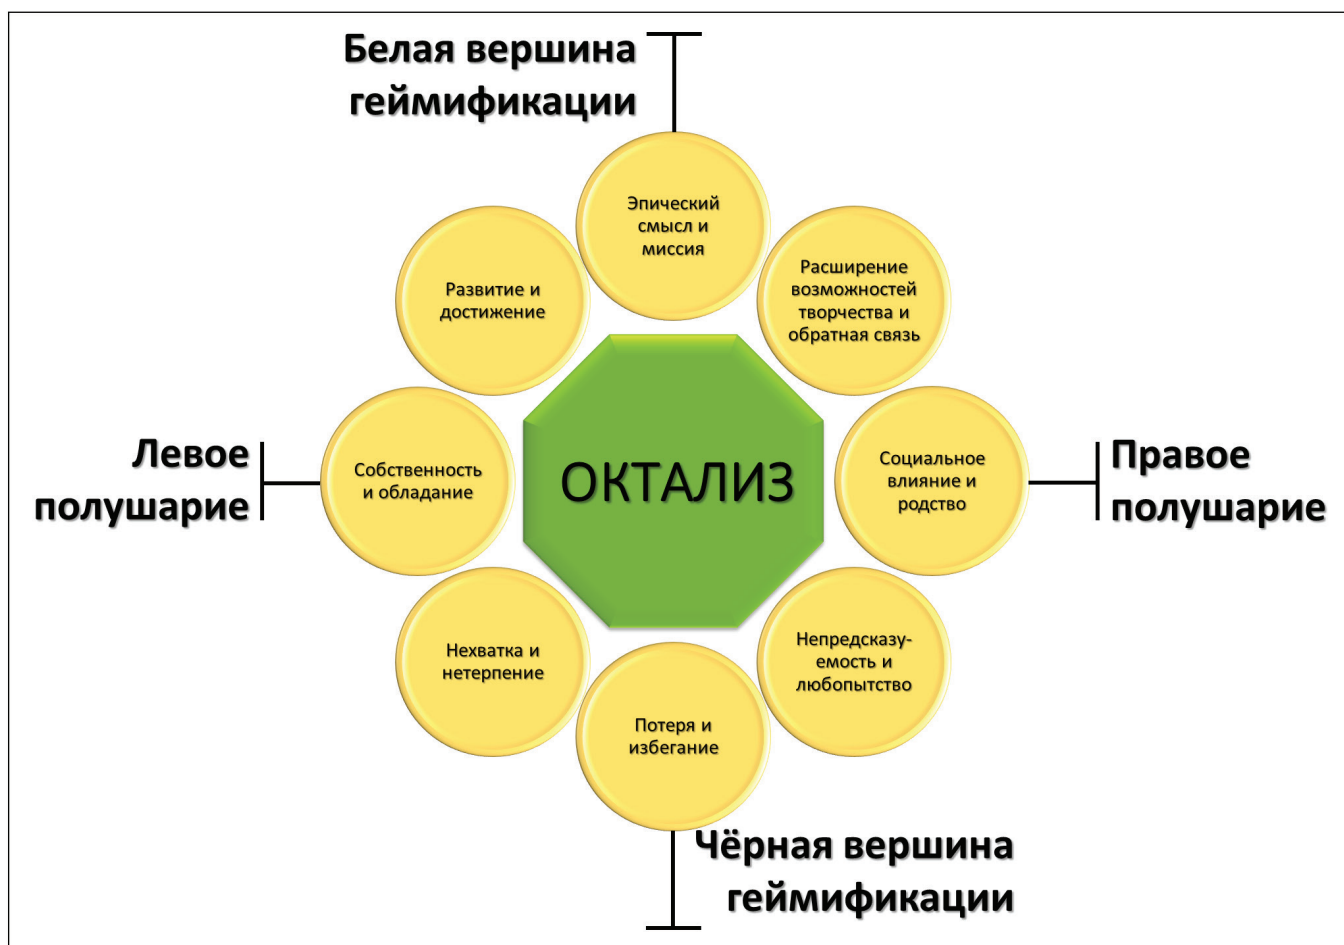 Белая вершина
геймификации
Эпический
смысл и
миссия
Развитие и
достижение
Расширение
возможностей
творчества и
обратная связь
Левое
полушарие
Собственность
и обладание
ОКТАЛИЗ
Социальное
влияние и
родство
Правое
полушарие
Нехватка и
нетерпение
Непредсказу-
емость и
любопытство
Потеря и
избегание
Чёрная вершина
геймификации